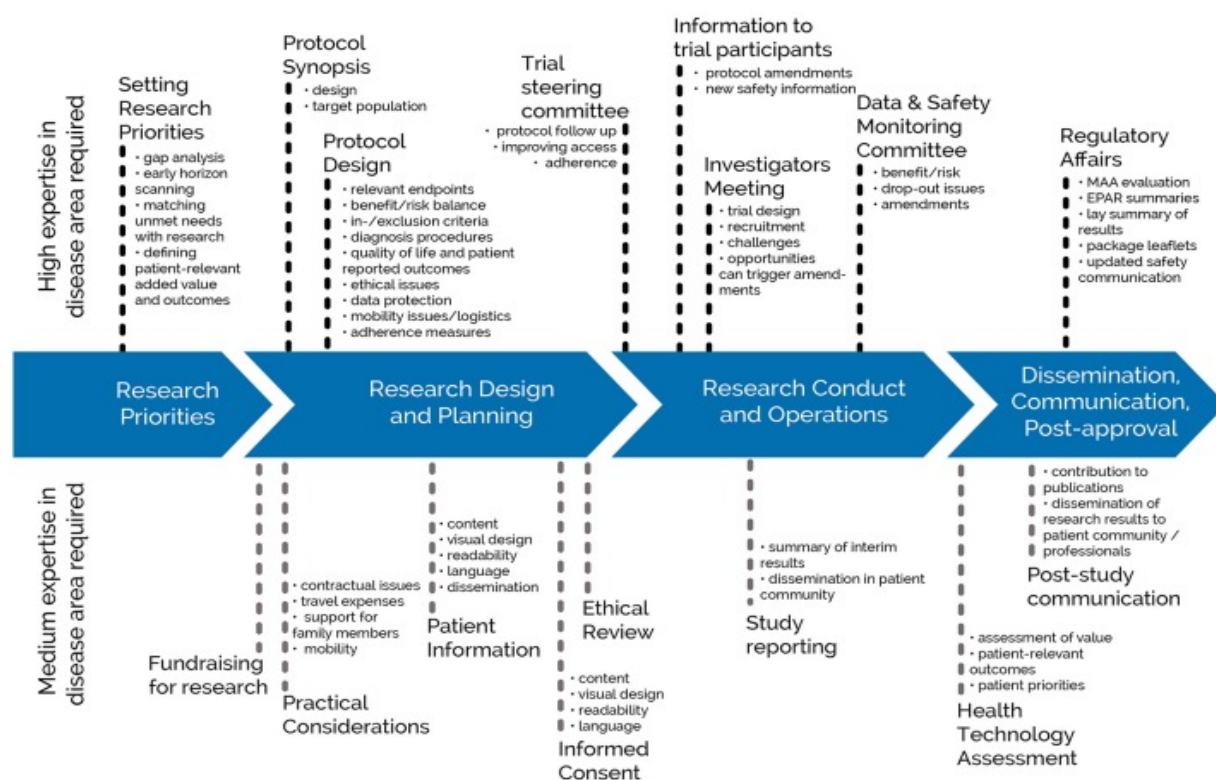 High expertise in
disease area required
Setting
Research
Priorities
• gap analysis
• early horizon
scanning
• matching
unmet needs
with research
• defining
patient-relevant
added value
and outcomes
Protocol
Synopsis
• design
• target population
Protocol
Design
• relevant endpoints
• benefit/risk balance
• in-/exclusion criteria
• diagnosis procedures
• quality of life and patient
reported outcomes
• ethical issues
• data protection
• mobility issues/logistics
• adherence measures
Trial
steering
committee
• protocol follow up
• improving access
• adherence
Information to
trial participants
• protocol amendments
• new safety information
Investigators
Meeting
• trial design
• recruitment
• challenges
• opportunities
can trigger amend-
ments
Data & Safety
Monitoring
Committee
• benefit/risk
• drop-out issues
• amendments
Regulatory
Affairs
• MAA evaluation
• EPAR summaries
• lay summary of
results
• package leaflets
• updated safety
communication
Research
Priorities
Research Design
and Planning
Research Conduct
and Operations
Dissemination,
Communication,
Post-approval
Medium expertise in
disease area required
Fundraising
for research
• contractual issues
• travel expenses
• support for
family members
• mobility
Practical
Considerations
• content
• visual design
• readability
• language
• dissemination
Patient
Information
Ethical
Review
• content
• visual design
• readability
• language
Informed
Consent
• summary of interim
results
• dissemination in patient
community
Study
reporting
• contribution to
publications
• dissemination of
research results to
patient community /
professionals
Post-study
communication
• assessment of value
• patient-relevant
outcomes
• patient priorities
Health
Technology
Assessment